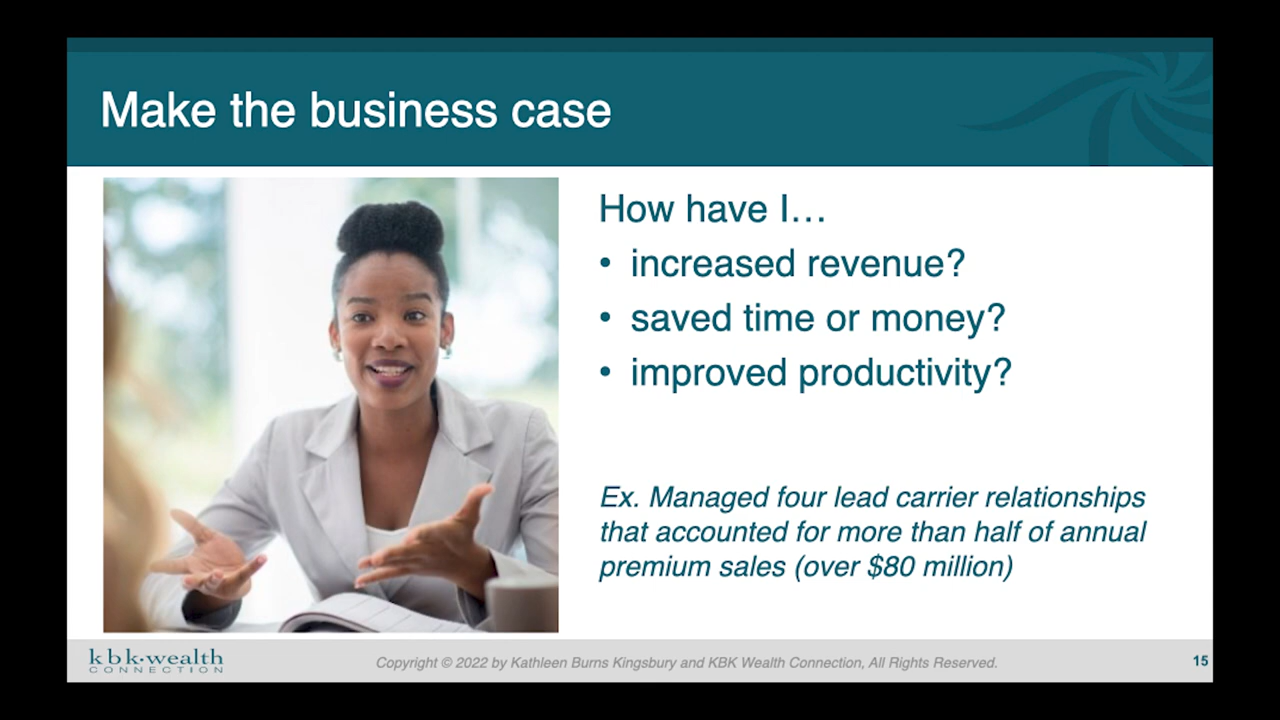 Make the business case
How have I…
• increased revenue?
• saved time or money?
• improved productivity?
Ex. Managed four lead carrier relationships
that accounted for more than half of annual
premium sales (over $80 million)
kbk·wealth
CONNECTION
Copyright © 2022 by Kathleen Burns Kingsbury and KBK Wealth Connection, All Rights Reserved.
15